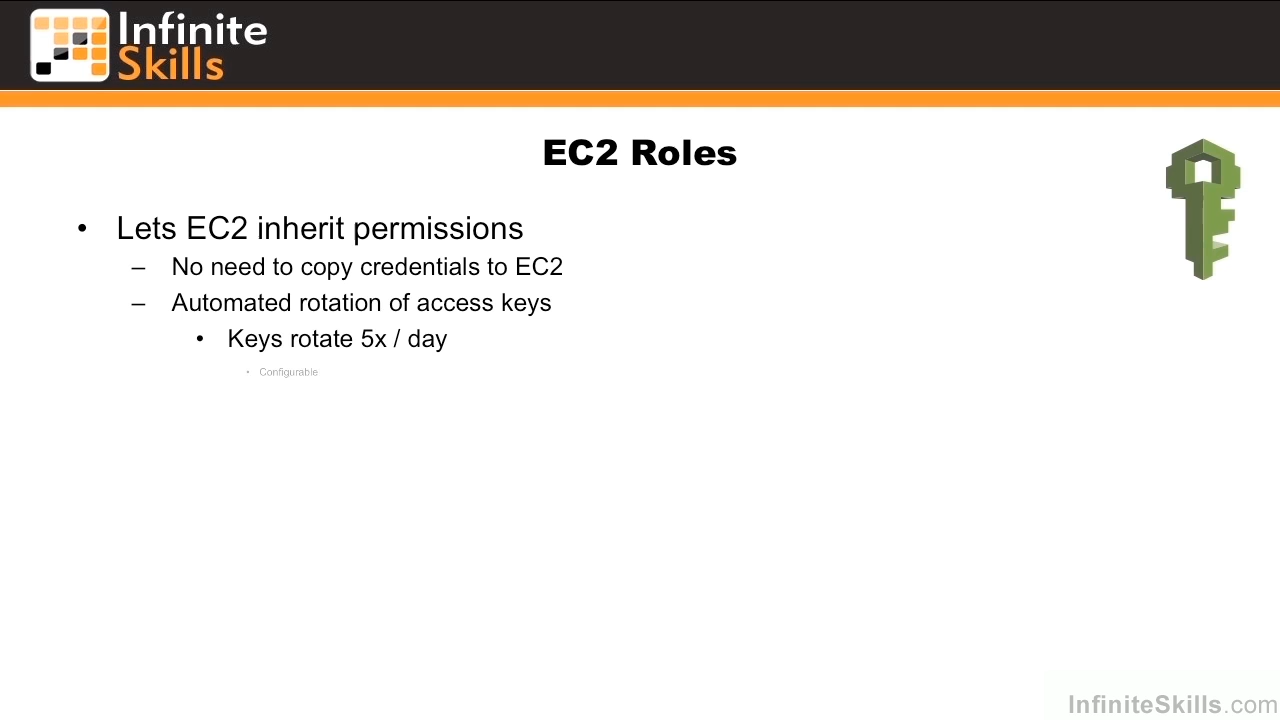 Infinite
Skills
EC2 Roles
• Lets EC2 inherit permissions
– No need to copy credentials to EC2
– Automated rotation of access keys
• Keys rotate 5x / day
• Configurable
InfiniteSkills.com